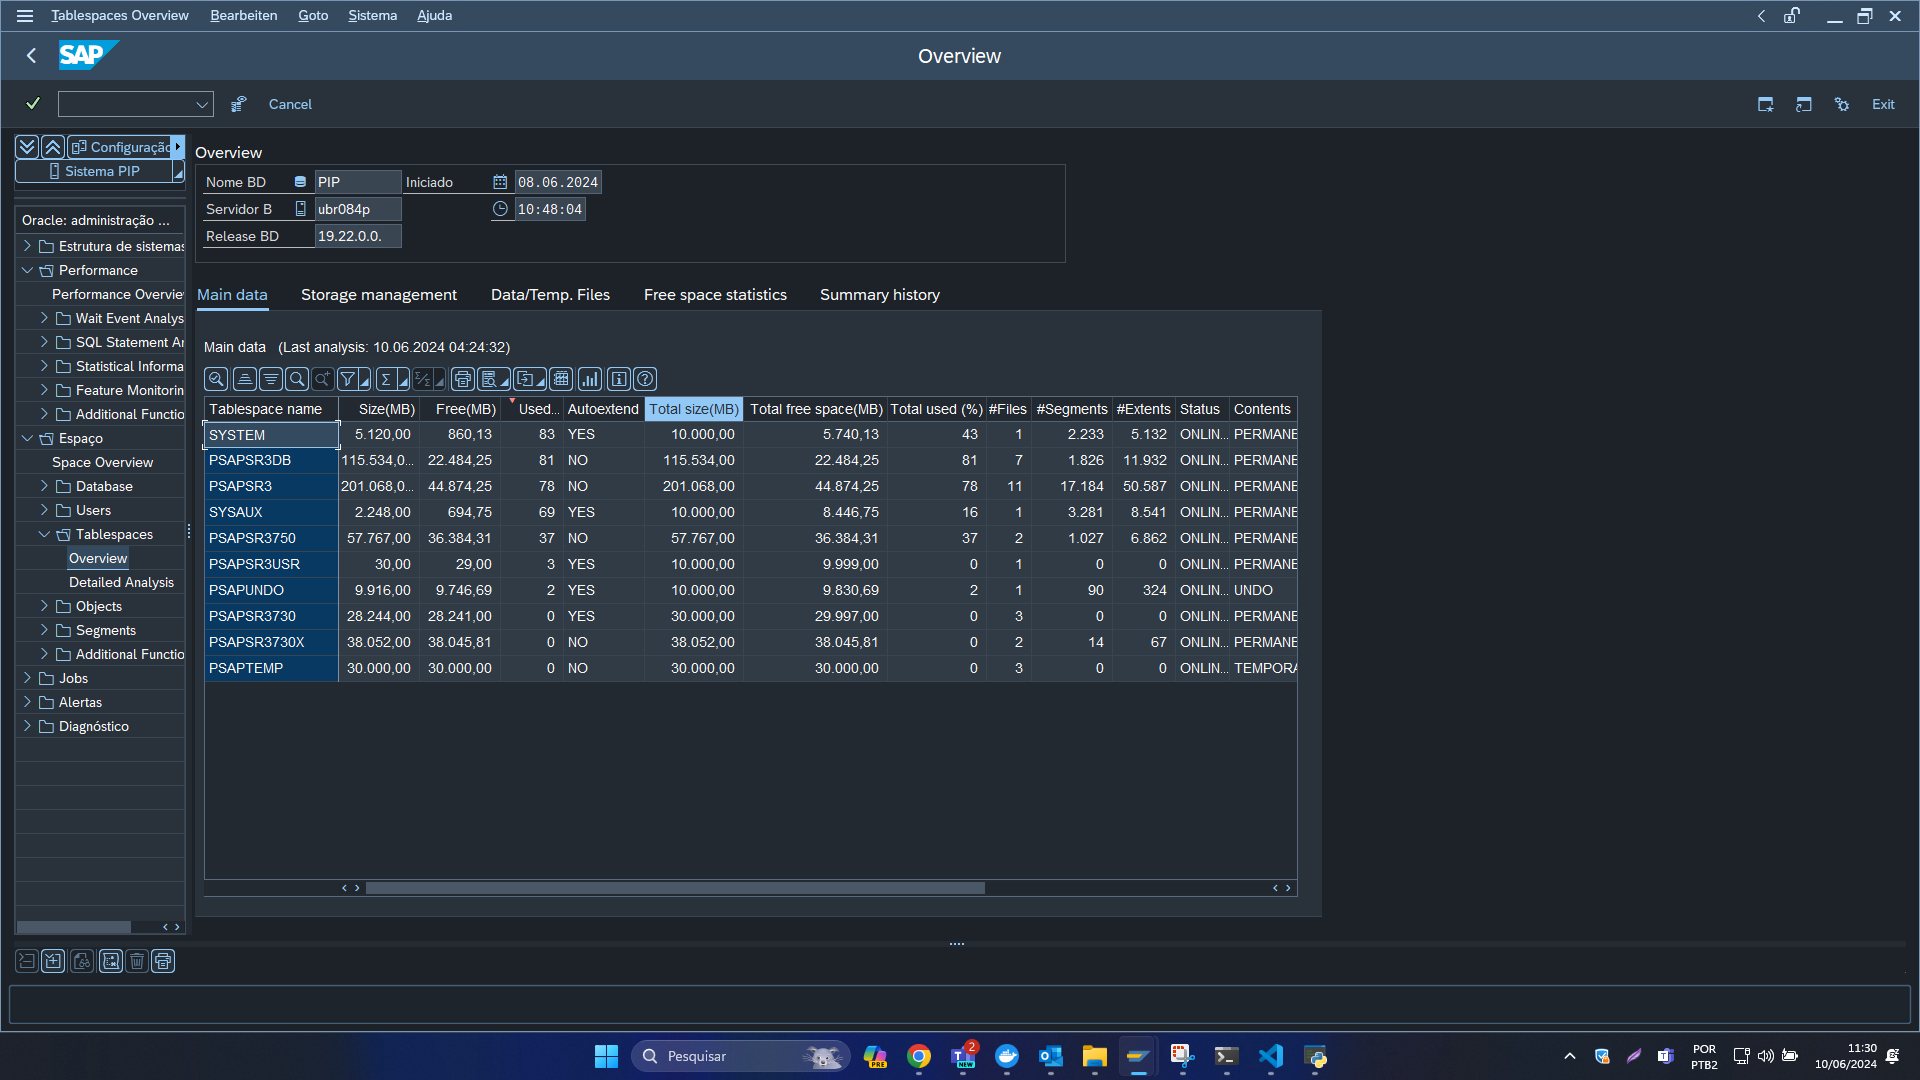 Tablespaces Overview Bearbeiten Goto Sistema Ajuda
SAP Overview
Cancel Exit
Configuração
Sistema PIP
Oracle: administração ...
Estrutura de sistemas
Performance
Performance Overvie
Wait Event Analys
SQL Statement Ar
Statistical Informa
Feature Monitorin
Additional Functio
Espaço
Space Overview
Database
Users
Tablespaces
Overview
Detailed Analysis
Objects
Segments
Additional Functio
Jobs
Alertas
Diagnóstico
Overview
Nome BD PIP Iniciado 08.06.2024
Servidor B ubr084p 10:48:04
Release BD 19.22.0.0.
Main data Storage management Data/Temp. Files Free space statistics Summary history
Main data (Last analysis: 10.06.2024 04:24:32)
Tablespace name Size(MB) Free(MB) Used... Autoextend Total size(MB) Total free space(MB) Total used (%) #Files #Segments #Extents Status Contents
SYSTEM 5.120,00 860,13 83 YES 10.000,00 5.740,13 43 1 2.233 5.132 ONLIN... PERMANE
PSAPSR3DB 115.534,0... 22.484,25 81 NO 115.534,00 22.484,25 81 7 1.826 11.932 ONLIN... PERMANE
PSAPSR3 201.068,0... 44.874,25 78 NO 201.068,00 44.874,25 78 11 17.184 50.587 ONLIN... PERMANE
SYSAUX 2.248,00 694,75 69 YES 10.000,00 8.446,75 16 1 3.281 8.541 ONLIN... PERMANE
PSAPSR3750 57.767,00 36.384,31 37 NO 57.767,00 36.384,31 37 2 1.027 6.862 ONLIN... PERMANE
PSAPSR3USR 30,00 29,00 3 YES 10.000,00 9.999,00 0 1 0 0 ONLIN... PERMANE
PSAPUNDO 9.916,00 9.746,69 2 YES 10.000,00 9.830,69 2 1 90 324 ONLIN... UNDO
PSAPSR3730 28.244,00 28.241,00 0 YES 30.000,00 29.997,00 0 3 0 0 ONLIN... PERMANE
PSAPSR3730X 38.052,00 38.045,81 0 NO 38.052,00 38.045,81 0 2 14 67 ONLIN... PERMANE
PSAPTEMP 30.000,00 30.000,00 0 NO 30.000,00 30.000,00 0 3 0 0 ONLIN... TEMPORA
Pesquisar PRE 2 NEW POR 11:30
PTB2 10/06/2024